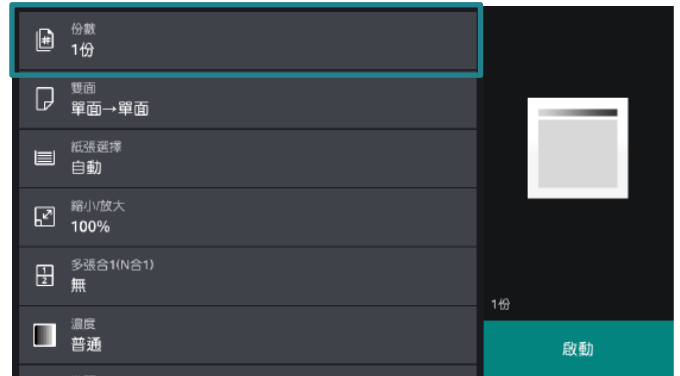 份數
1份
雙面
單面→單面
紙張選擇
自動
縮小/放大
100%
多張合1(N合1)
無
濃度
普通
1份
啟動